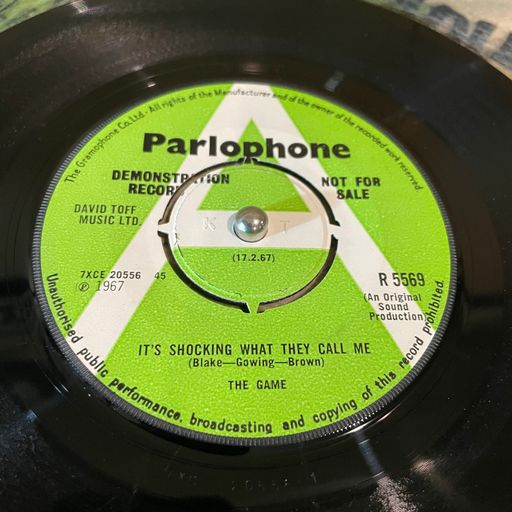 The Gramophone Co. Ltd. All rights of the Manufacturer and of the owner of the recorded work reserved.
Parlophone
DEMONSTRATION RECORD
NOT FOR SALE
DAVID TOFF
MUSIC LTD.
K T
(17.2.67)
7XCE 20556 45
℗ 1967
R 5569
(An Original
Sound
Production)
IT'S SHOCKING WHAT THEY CALL ME
(Blake—Gowing—Brown)
THE GAME
Unauthorised public performance, broadcasting and copying of this record prohibited.